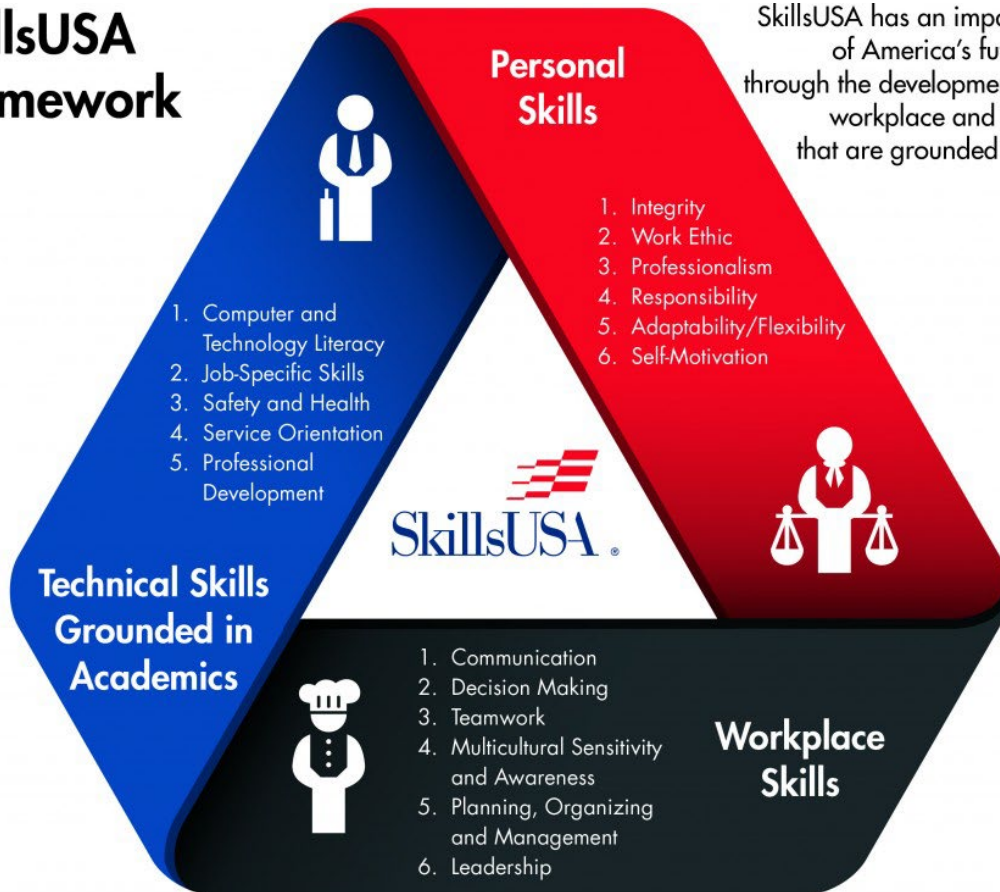 llsUSA
mework
SkillsUSA has an impa
of America's fu
through the developme
workplace and
that are grounded
Personal
Skills
1. Integrity
2. Work Ethic
3. Professionalism
4. Responsibility
5. Adaptability/Flexibility
6. Self-Motivation
1. Computer and
Technology Literacy
2. Job-Specific Skills
3. Safety and Health
4. Service Orientation
5. Professional
Development
SkillsUSA ®
Technical Skills
Grounded in
Academics
1. Communication
2. Decision Making
3. Teamwork
4. Multicultural Sensitivity
and Awareness
5. Planning, Organizing
and Management
6. Leadership
Workplace
Skills